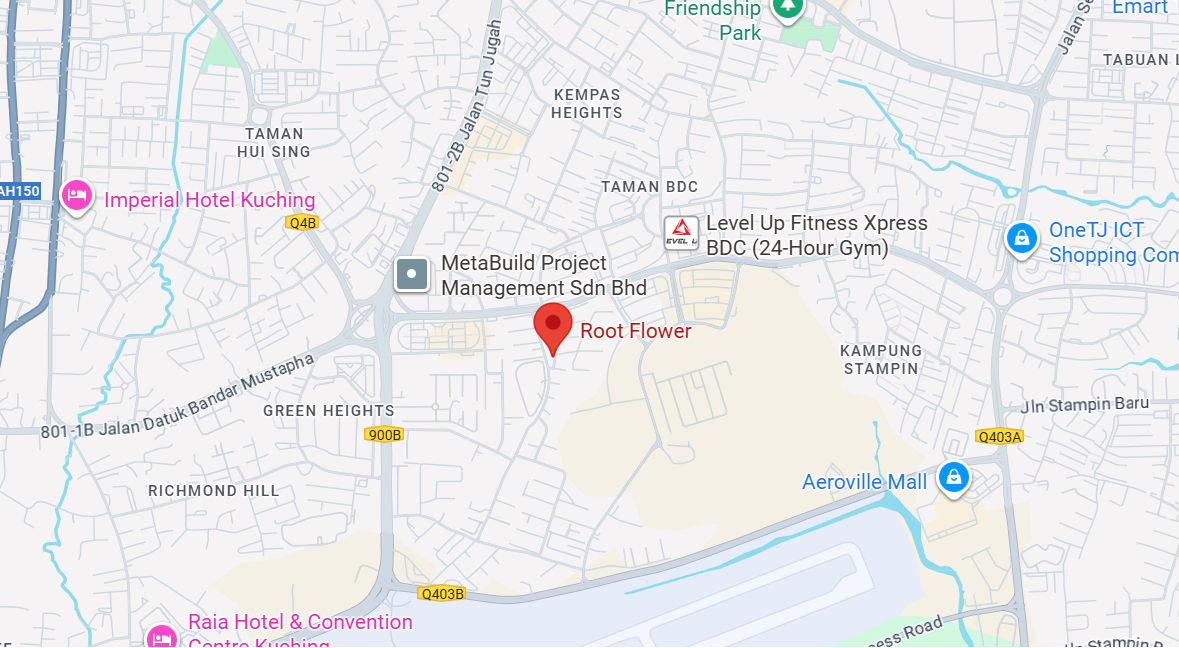 Friendship
Park
Emart
Jalan Se
TABUAN L
KEMPAS
HEIGHTS
801-2B Jalan Tun Jugah
TAMAN
HUI SING
TAMAN BDC
AH150
Imperial Hotel Kuching
Q4B
Level Up Fitness Xpress
BDC (24-Hour Gym)
EVEL U
OneTJ ICT
Shopping Com
MetaBuild Project
Management Sdn Bhd
Root Flower
KAMPUNG
STAMPIN
801-1B Jalan Datuk Bandar Mustapha
GREEN HEIGHTS
900B
Jln Stampin Baru
Q403A
RICHMOND HILL
Aeroville Mall
Q403B
Raia Hotel & Convention
Centre Kuching
cess Road